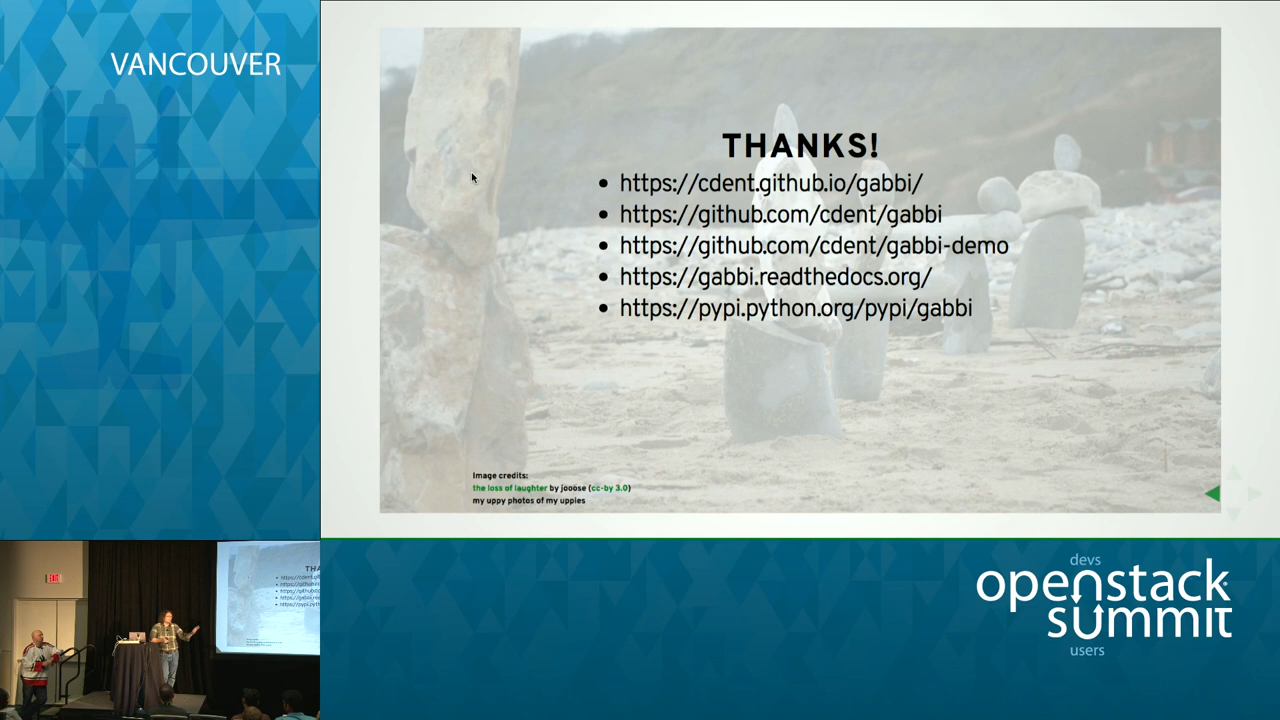 VANCOUVER
THANKS!
https://cdent.github.io/gabbi/
https://github.com/cdent/gabbi
https://github.com/cdent/gabbi-demo
https://gabbi.readthedocs.org/
https://pypi.python.org/pypi/gabbi
Image credits:
the loss of laughter by jooose (cc-by 3.0)
my uppy photos of my uppies
EXIT
devs
openstack
summit
users